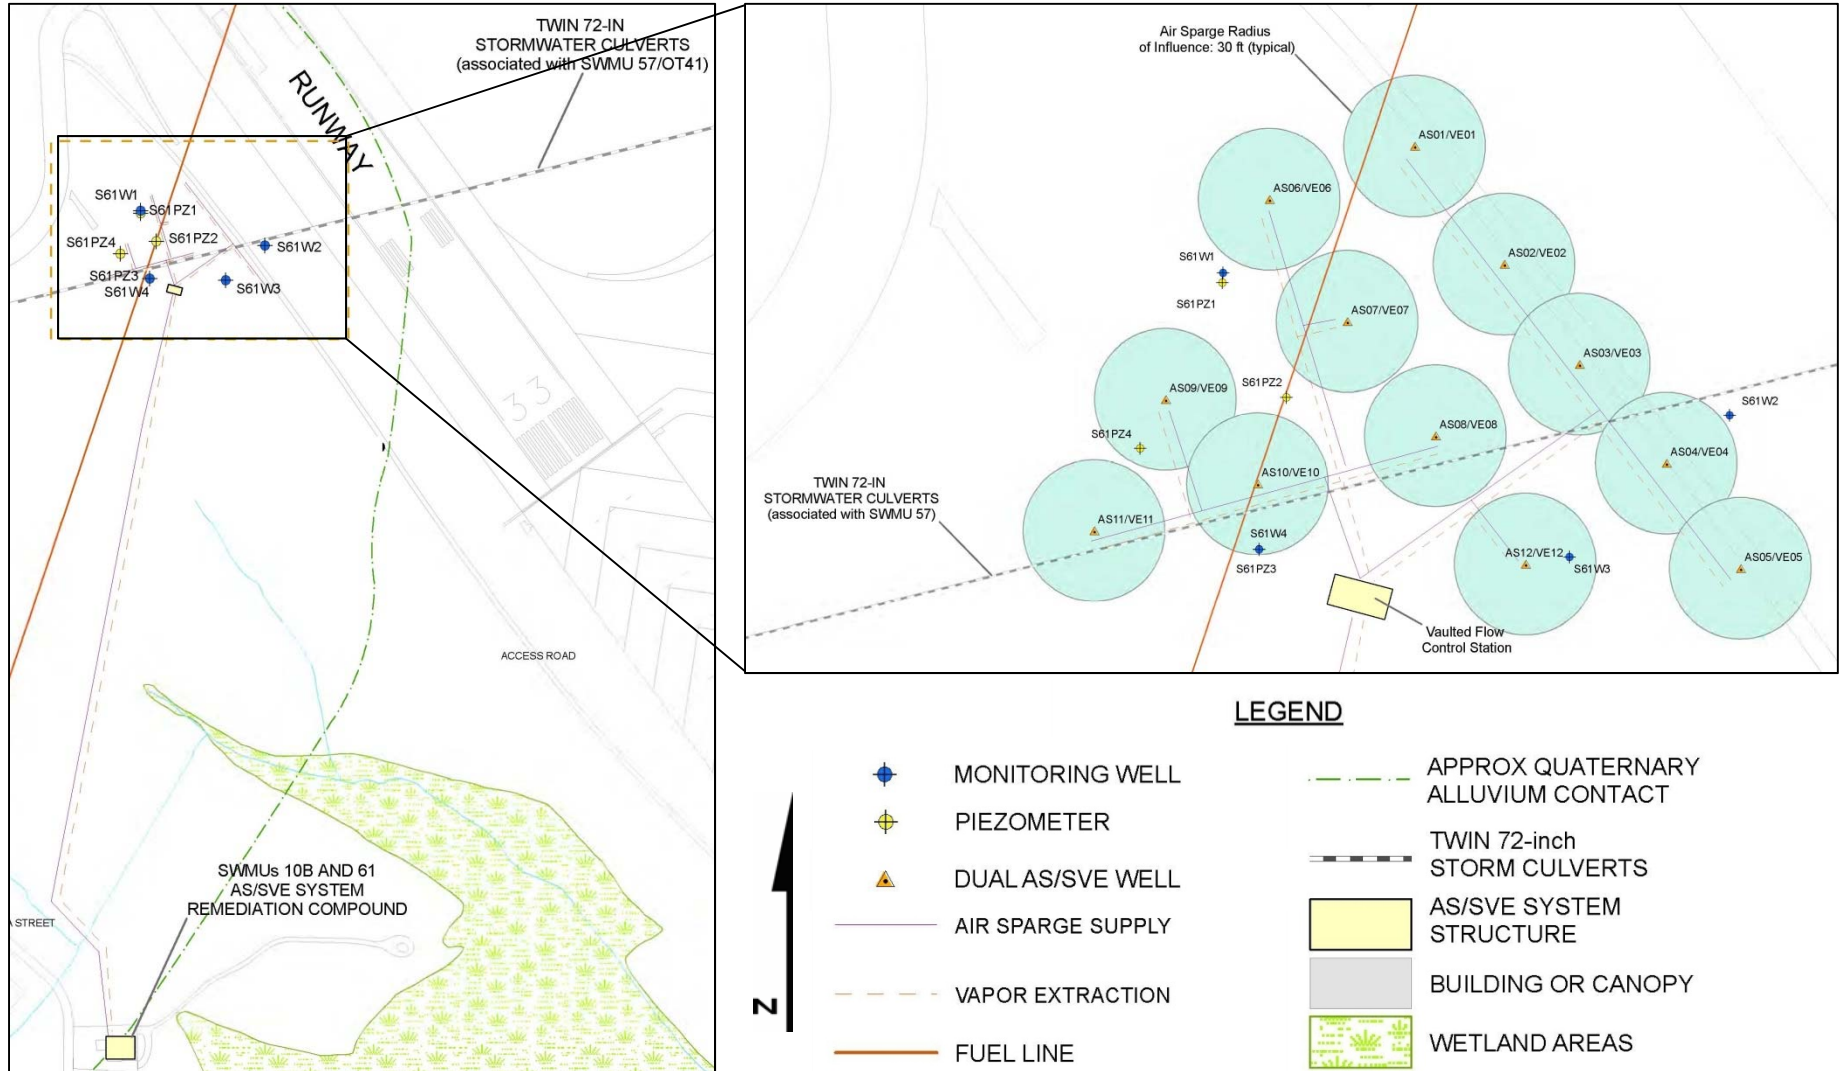 TWIN 72-IN
STORMWATER CULVERTS
(associated with SWMU 57/OT41)
RUNWAY
S61W1
S61PZ1
S61PZ2
S61PZ4
S61W2
S61PZ3
S61W4
S61W3
33
ACCESS ROAD
SWMUs 10B AND 61
AS/SVE SYSTEM
REMEDIATION COMPOUND
A STREET
Air Sparge Radius
of Influence: 30 ft (typical)
AS01/VE01
AS06/VE06
AS02/VE02
S61W1
S61PZ1
AS07/VE07
AS03/VE03
S61PZ2
AS09/VE09
S61W2
AS08/VE08
S61PZ4
AS04/VE04
AS10/VE10
TWIN 72-IN
STORMWATER CULVERTS
(associated with SWMU 57)
AS11/VE11
S61W4
AS12/VE12
AS05/VE05
S61PZ3
S61W3
Vaulted Flow
Control Station
LEGEND
MONITORING WELL
PIEZOMETER
DUAL AS/SVE WELL
AIR SPARGE SUPPLY
VAPOR EXTRACTION
FUEL LINE
APPROX QUATERNARY
ALLUVIUM CONTACT
TWIN 72-inch
STORM CULVERTS
AS/SVE SYSTEM
STRUCTURE
BUILDING OR CANOPY
WETLAND AREAS
N